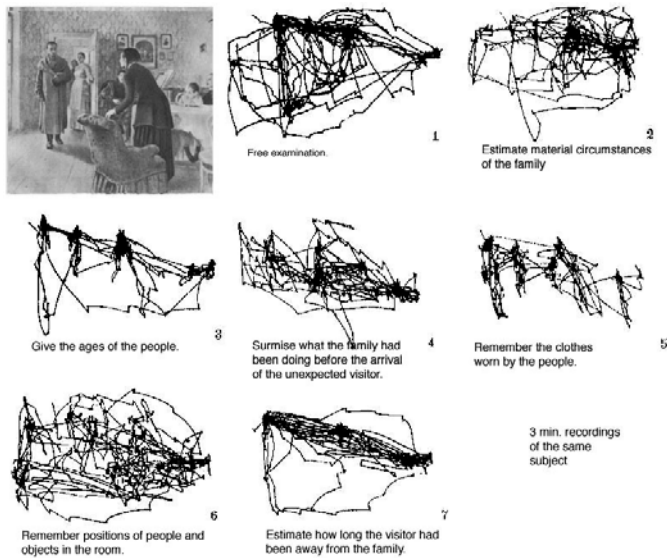 1
Free examination.
2
Estimate material circumstances
of the family
3
Give the ages of the people.
4
Surmise what the family had
been doing before the arrival
of the unexpected visitor.
5
Remember the clothes
worn by the people.
6
Remember positions of people and
objects in the room.
7
Estimate how long the visitor had
been away from the family.
3 min. recordings
of the same
subject